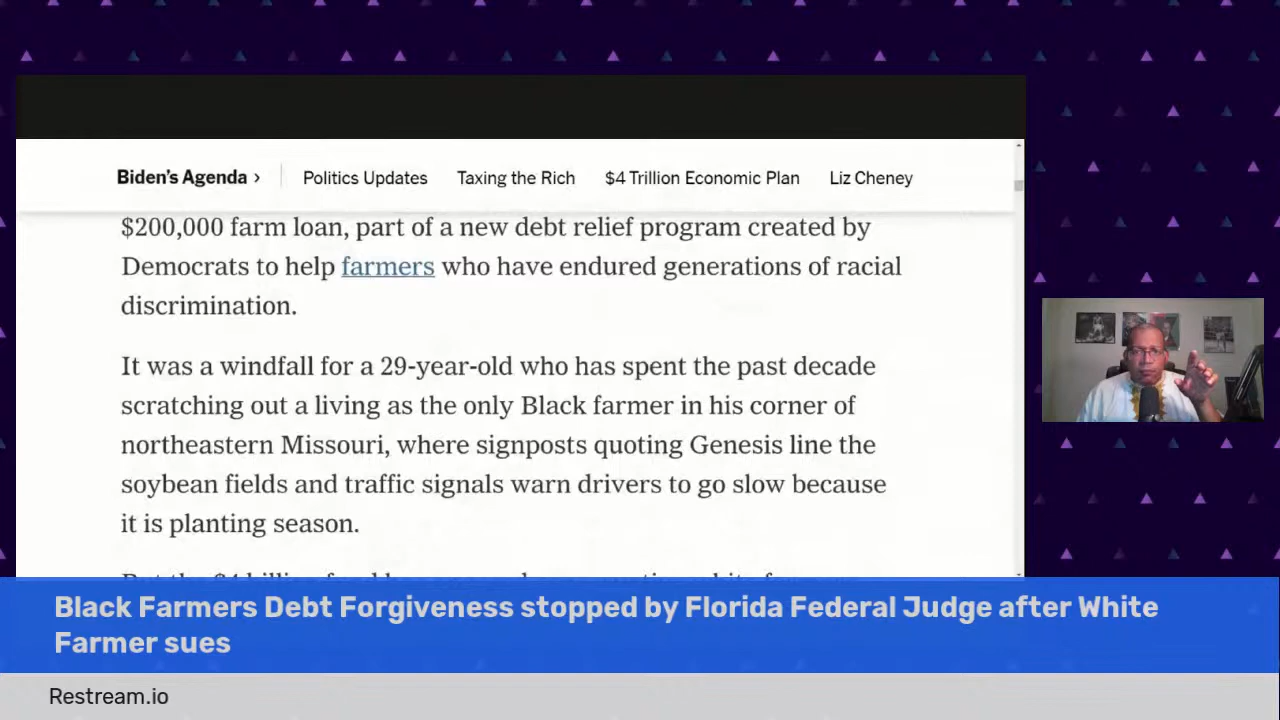 Biden's Agenda ›
Politics Updates
Taxing the Rich
$4 Trillion Economic Plan
Liz Cheney
$200,000 farm loan, part of a new debt relief program created by
Democrats to help farmers who have endured generations of racial
discrimination.
It was a windfall for a 29-year-old who has spent the past decade
scratching out a living as the only Black farmer in his corner of
northeastern Missouri, where signposts quoting Genesis line the
soybean fields and traffic signals warn drivers to go slow because
it is planting season.
Black Farmers Debt Forgiveness stopped by Florida Federal Judge after White
Farmer sues
Restream.io